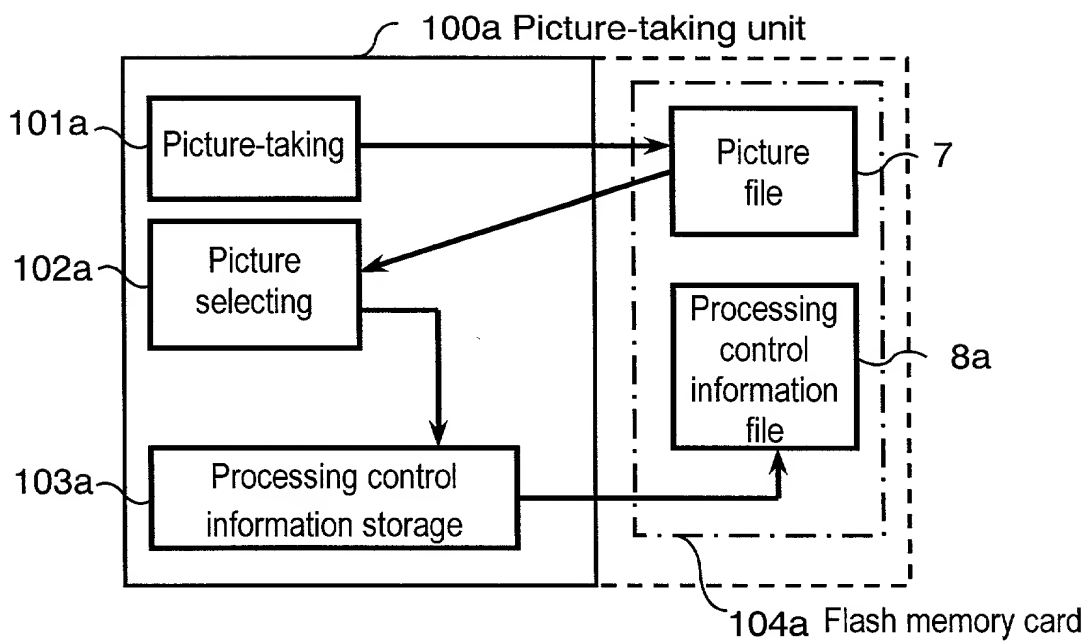 100a Picture-taking unit
101a
Picture-taking
Picture
file
7
102a
Picture
selecting
Processing
control
information
file
8a
103a
Processing control
information storage
104a Flash memory card